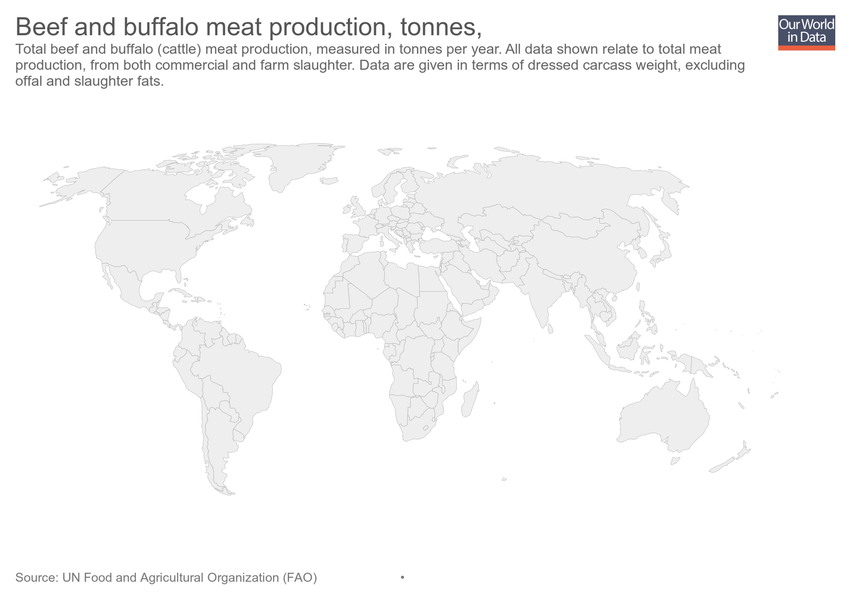 Beef and buffalo meat production, tonnes,
Our World
in Data
Total beef and buffalo (cattle) meat production, measured in tonnes per year. All data shown relate to total meat
production, from both commercial and farm slaughter. Data are given in terms of dressed carcass weight, excluding
offal and slaughter fats.
Source: UN Food and Agricultural Organization (FAO) •